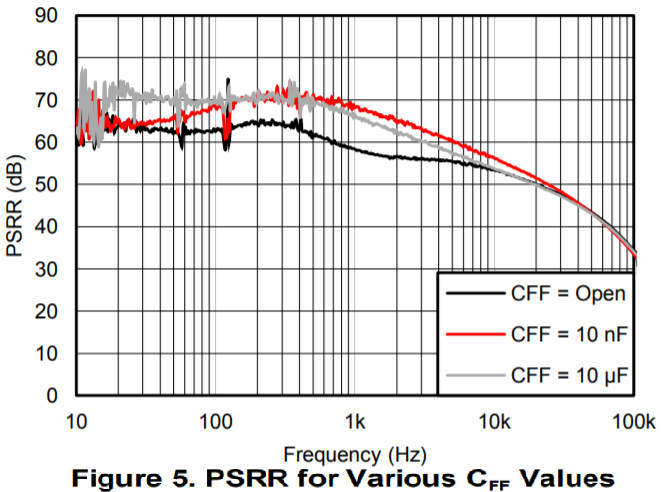 90
80
70
60
50
40
30
20
10
0
PSRR (dB)
CFF = Open
CFF = 10 nF
CFF = 10 µF
10 100 1k 10k 100k
Frequency (Hz)
Figure 5. PSRR for Various CFF Values